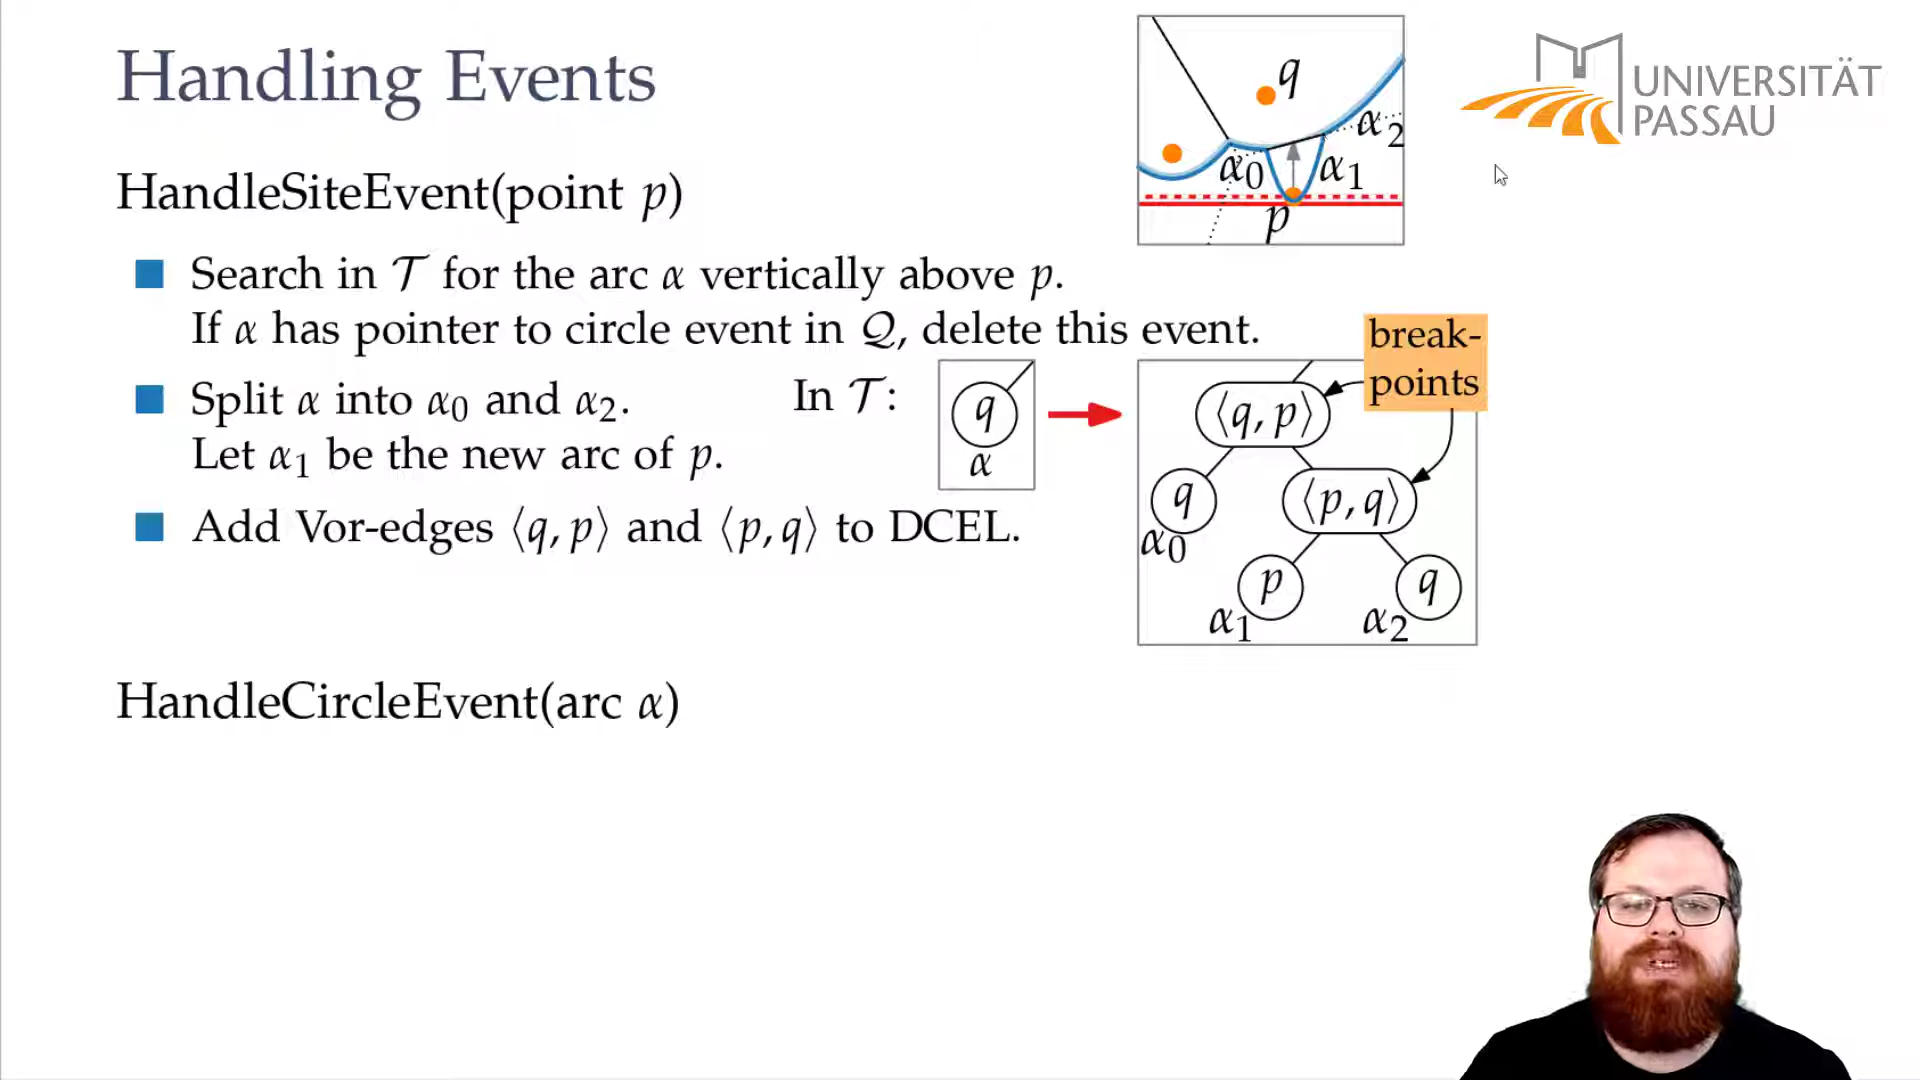 Handling Events
UNIVERSITÄT
PASSAU
q
α₂
α₀
α₁
p
HandleSiteEvent(point p)
Search in 𝒯 for the arc α vertically above p.
If α has pointer to circle event in 𝒬, delete this event.
break-
points
Split α into α₀ and α₂.
In 𝒯:
q
α
⟨q, p⟩
Let α₁ be the new arc of p.
q
α₀
⟨p, q⟩
Add Vor-edges ⟨q, p⟩ and ⟨p, q⟩ to DCEL.
p
α₁
q
α₂
HandleCircleEvent(arc α)